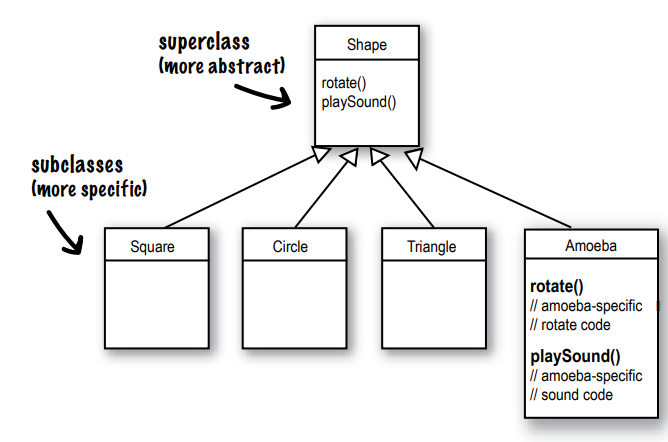 superclass
(more abstract)
Shape
rotate()
playSound()
subclasses
(more specific)
Square
Circle
Triangle
Amoeba
rotate()
// amoeba-specific
// rotate code
playSound()
// amoeba-specific
// sound code